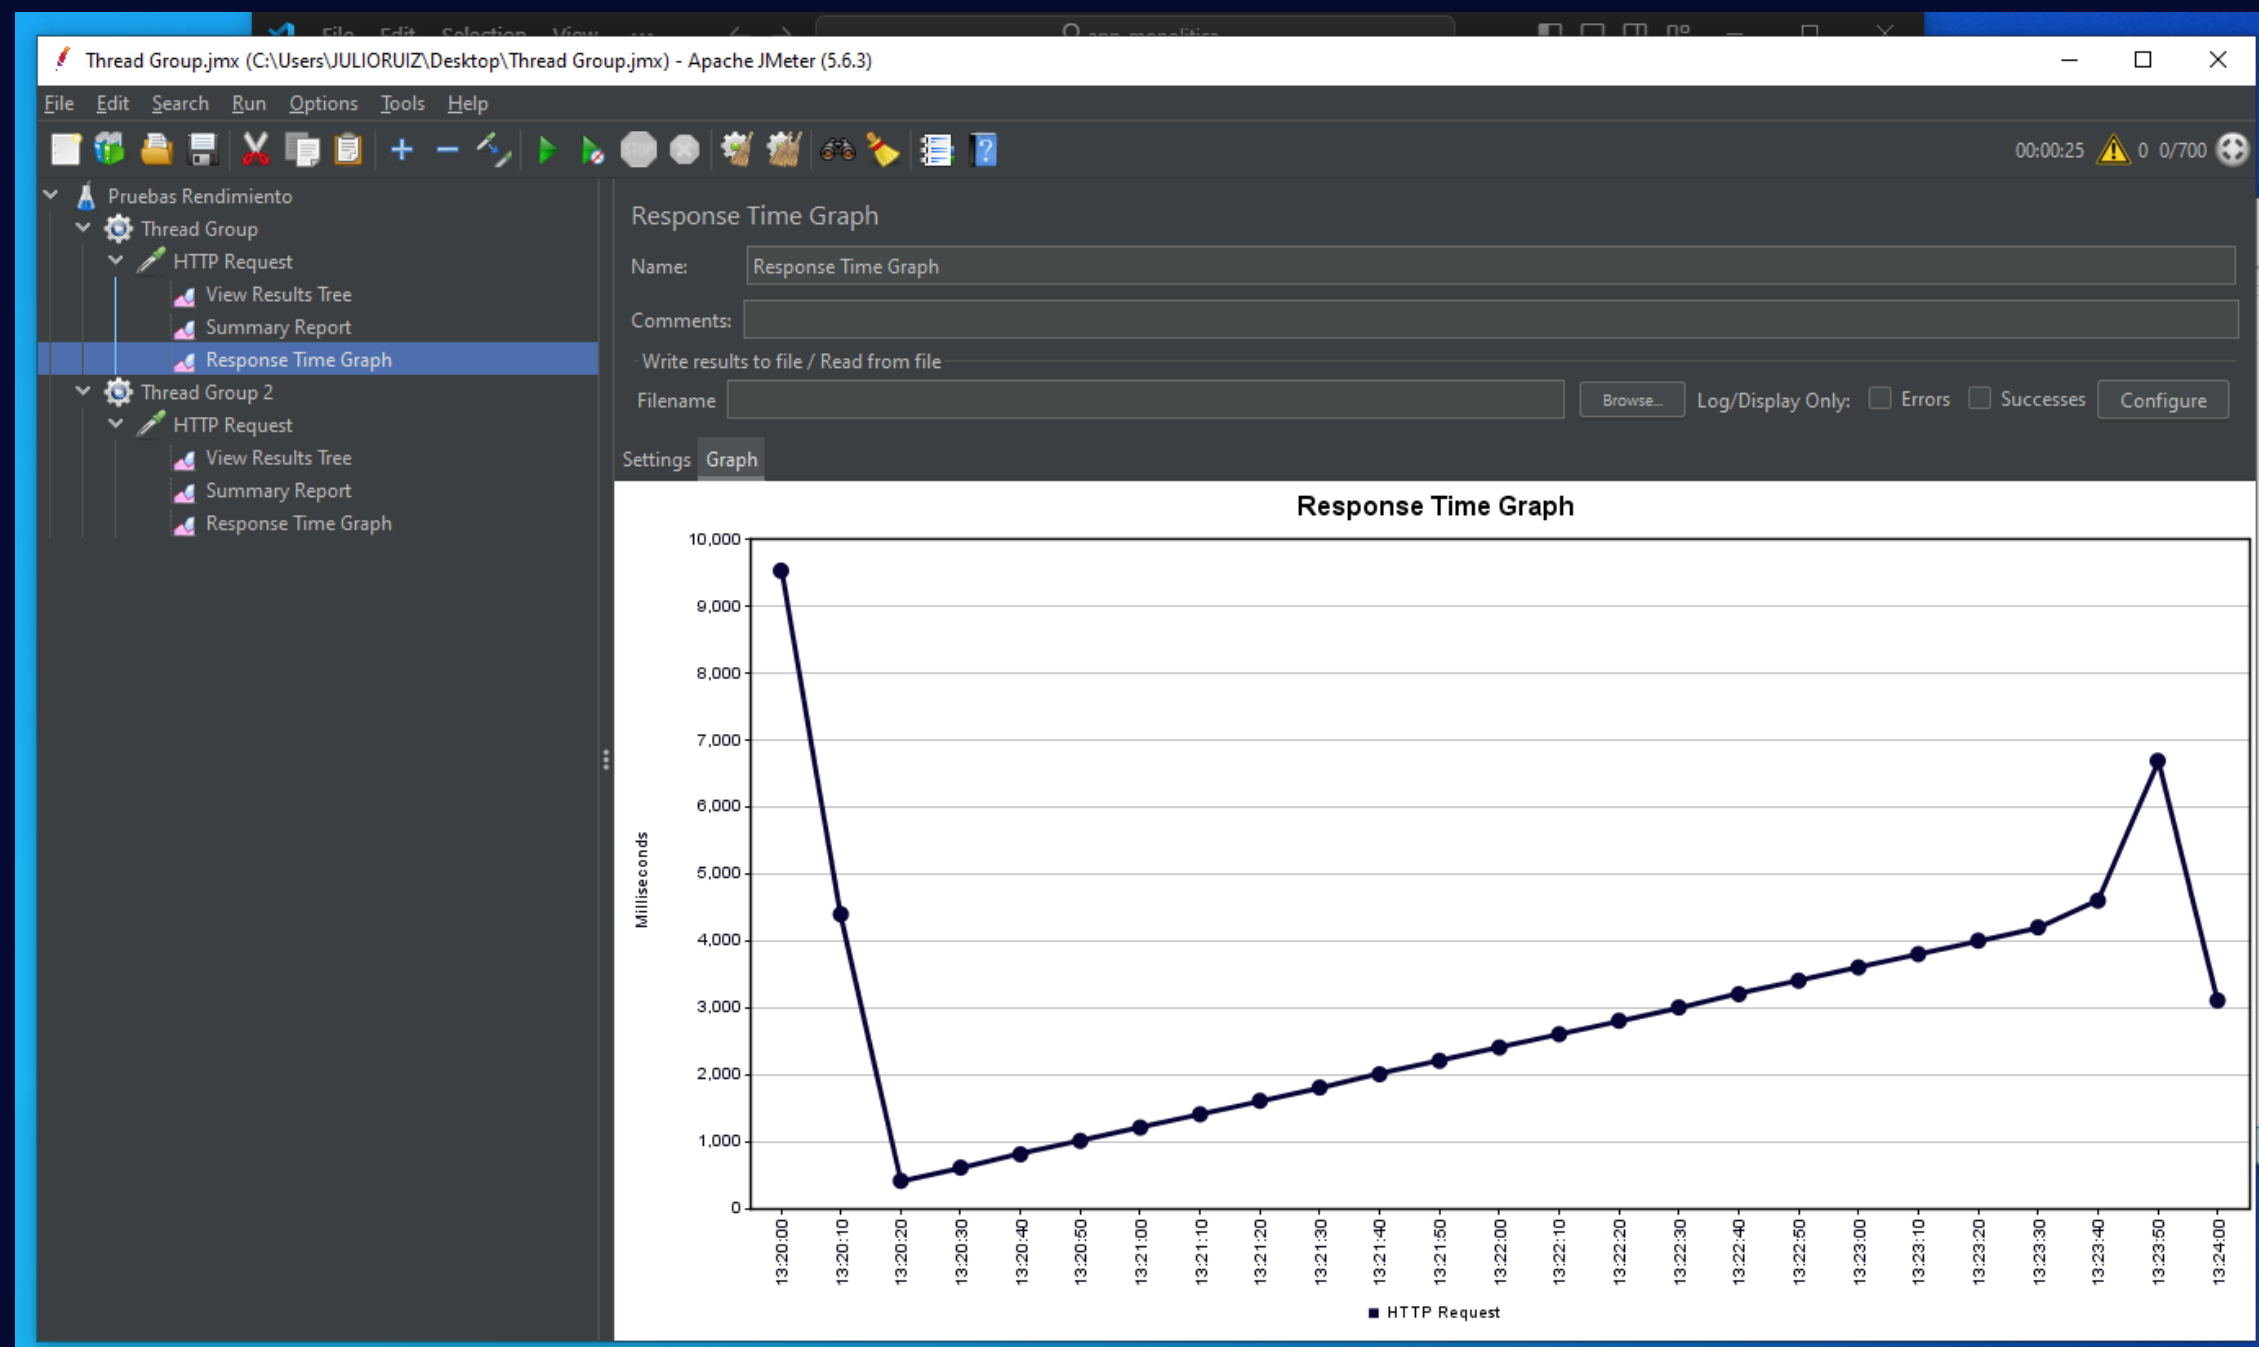 File Edit Selection View ... app-monolitica
Thread Group.jmx (C:\Users\JULIORUIZ\Desktop\Thread Group.jmx) - Apache JMeter (5.6.3)
File Edit Search Run Options Tools Help
STOP
00:00:25 0 0/700
Pruebas Rendimiento
Thread Group
HTTP Request
View Results Tree
Summary Report
Response Time Graph
Thread Group 2
HTTP Request
View Results Tree
Summary Report
Response Time Graph
Response Time Graph
Name: Response Time Graph
Comments:
Write results to file / Read from file
Filename Browse... Log/Display Only: Errors Successes Configure
Settings Graph
Response Time Graph
10,000
9,000
8,000
7,000
6,000
5,000
4,000
3,000
2,000
1,000
0
Milliseconds
13:20:00
13:20:10
13:20:20
13:20:30
13:20:40
13:20:50
13:21:00
13:21:10
13:21:20
13:21:30
13:21:40
13:21:50
13:22:00
13:22:10
13:22:20
13:22:30
13:22:40
13:22:50
13:23:00
13:23:10
13:23:20
13:23:30
13:23:40
13:23:50
13:24:00
HTTP Request